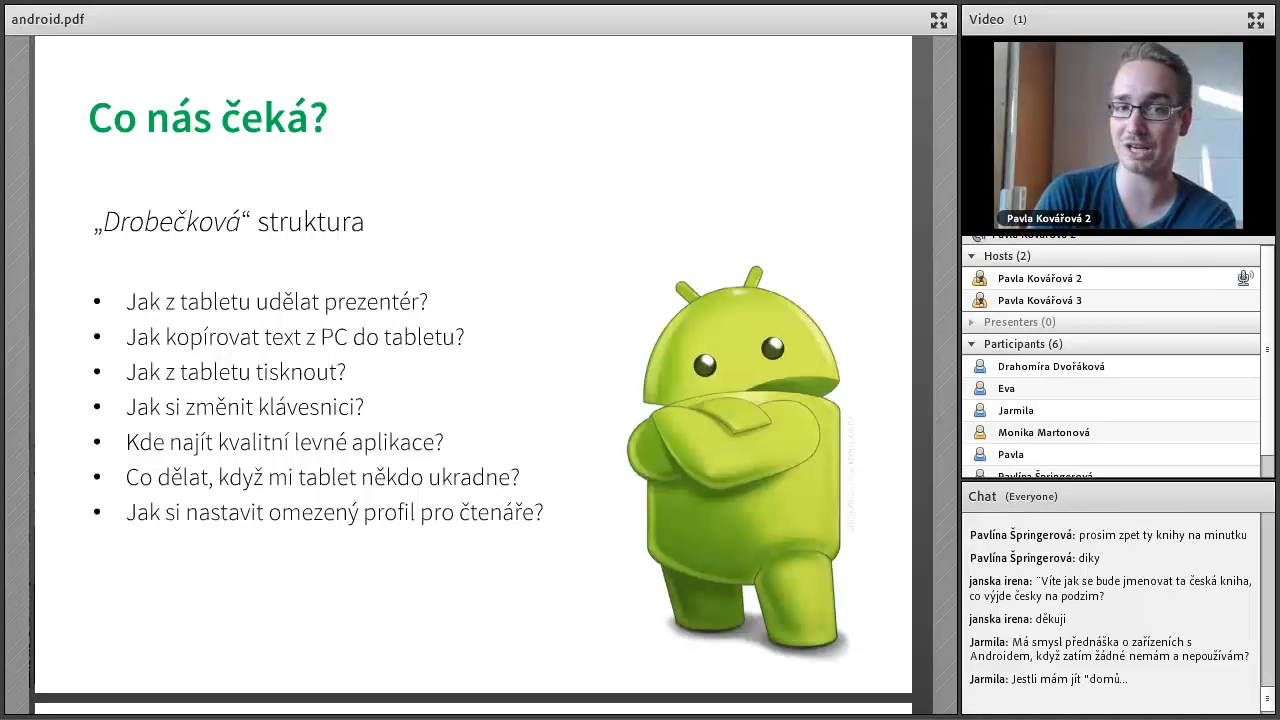 android.pdf
Co nás čeká?
„Drobečková“ struktura
• Jak z tabletu udělat prezentér?
• Jak kopírovat text z PC do tabletu?
• Jak z tabletu tisknout?
• Jak si změnit klávesnici?
• Kde najít kvalitní levné aplikace?
• Co dělat, když mi tablet někdo ukradne?
• Jak si nastavit omezený profil pro čtenáře?
Video (1)
Pavla Kovářová 2
Pavla Kovářová 2
Hosts (2)
Pavla Kovářová 2
Pavla Kovářová 3
Presenters (0)
Participants (6)
Drahomíra Dvořáková
Eva
Jarmila
Monika Martonová
Pavla
Pavlína Špringerová
Chat (Everyone)
Pavlína Špringerová: prosim zpet ty knihy na minutku
Pavlína Špringerová: diky
janska irena: ¨Víte jak se bude jmenovat ta česká kniha,
co výjde česky na podzim?
janska irena: děkuji
Jarmila: Má smysl přednáška o zařízeních s
Androidem, když zatím žádné nemám a nepoužívám?
Jarmila: Jestli mám jít "domů...